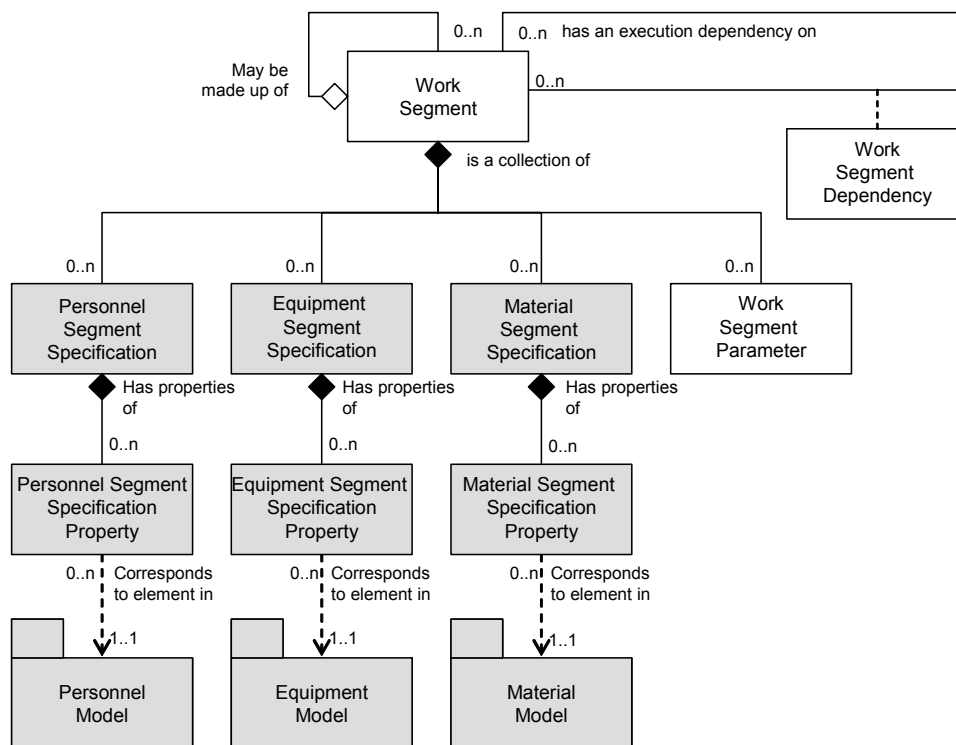 0..n
0..n
has an execution dependency on
May be
made up of
Work
Segment
0..n
Work
Segment
Dependency
is a collection of
0..n
0..n
0..n
0..n
Personnel
Segment
Specification
Equipment
Segment
Specification
Material
Segment
Specification
Work
Segment
Parameter
Has properties
of
Has properties
of
Has properties
of
0..n
0..n
0..n
Personnel Segment
Specification
Property
Equipment Segment
Specification
Property
Material Segment
Specification
Property
0..n
Corresponds
to element in
0..n
Corresponds
to element in
0..n
Corresponds
to element in
1..1
1..1
1..1
Personnel
Model
Equipment
Model
Material
Model